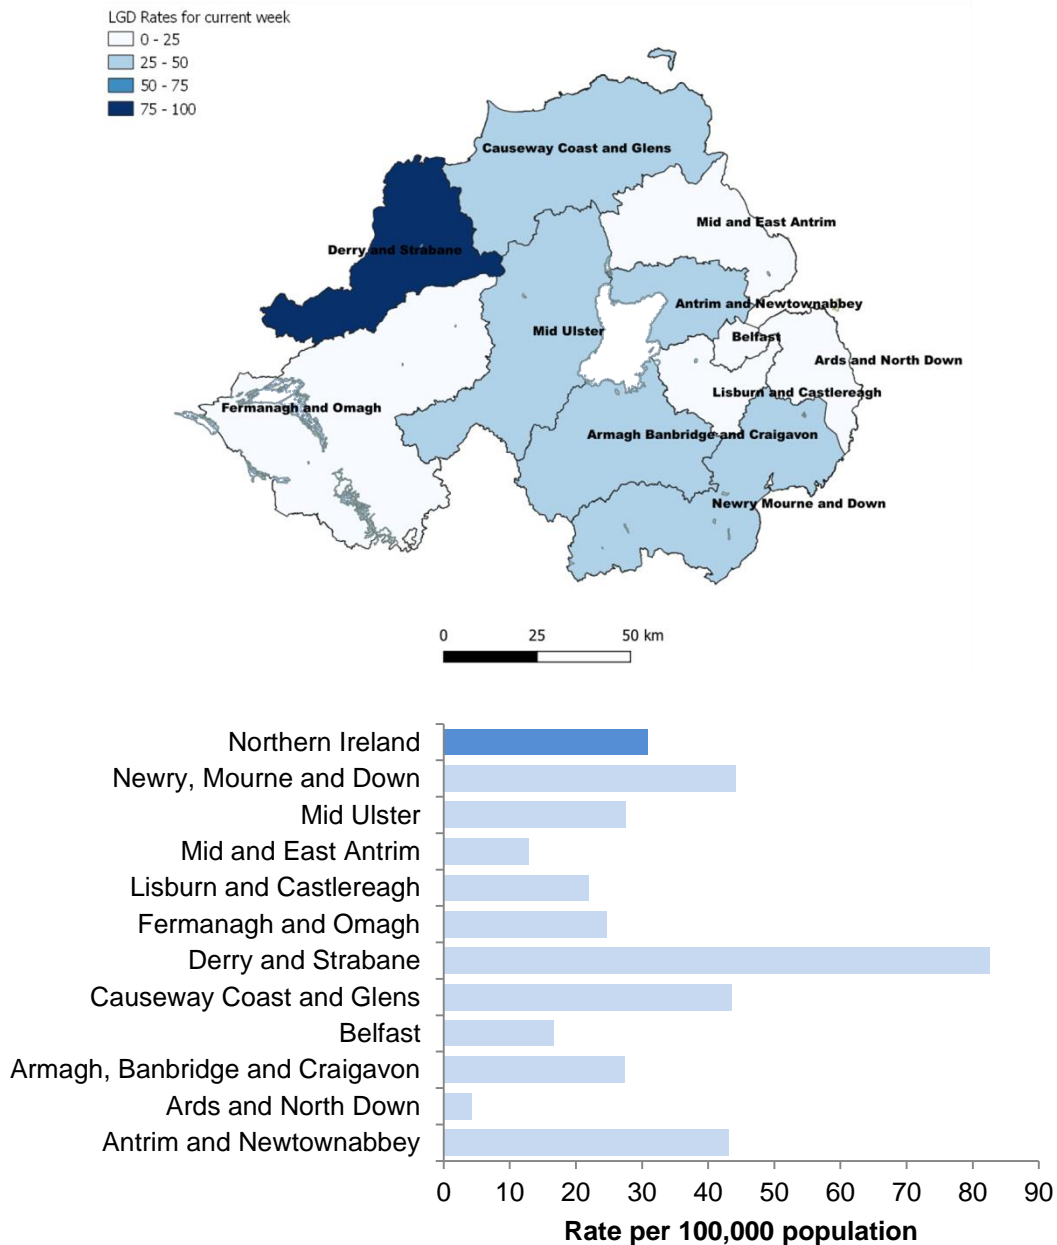 LGD Rates for current week
0 - 25
25 - 50
50 - 75
75 - 100
Causeway Coast and Glens
Mid and East Antrim
Derry and Strabane
Antrim and Newtownabbey
Mid Ulster
Belfast
Ards and North Down
Lisburn and Castlereagh
Fermanagh and Omagh
Armagh Banbridge and Craigavon
Newry Mourne and Down
0 25 50 km
Northern Ireland
Newry, Mourne and Down
Mid Ulster
Mid and East Antrim
Lisburn and Castlereagh
Fermanagh and Omagh
Derry and Strabane
Causeway Coast and Glens
Belfast
Armagh, Banbridge and Craigavon
Ards and North Down
Antrim and Newtownabbey
0 10 20 30 40 50 60 70 80 90
Rate per 100,000 population